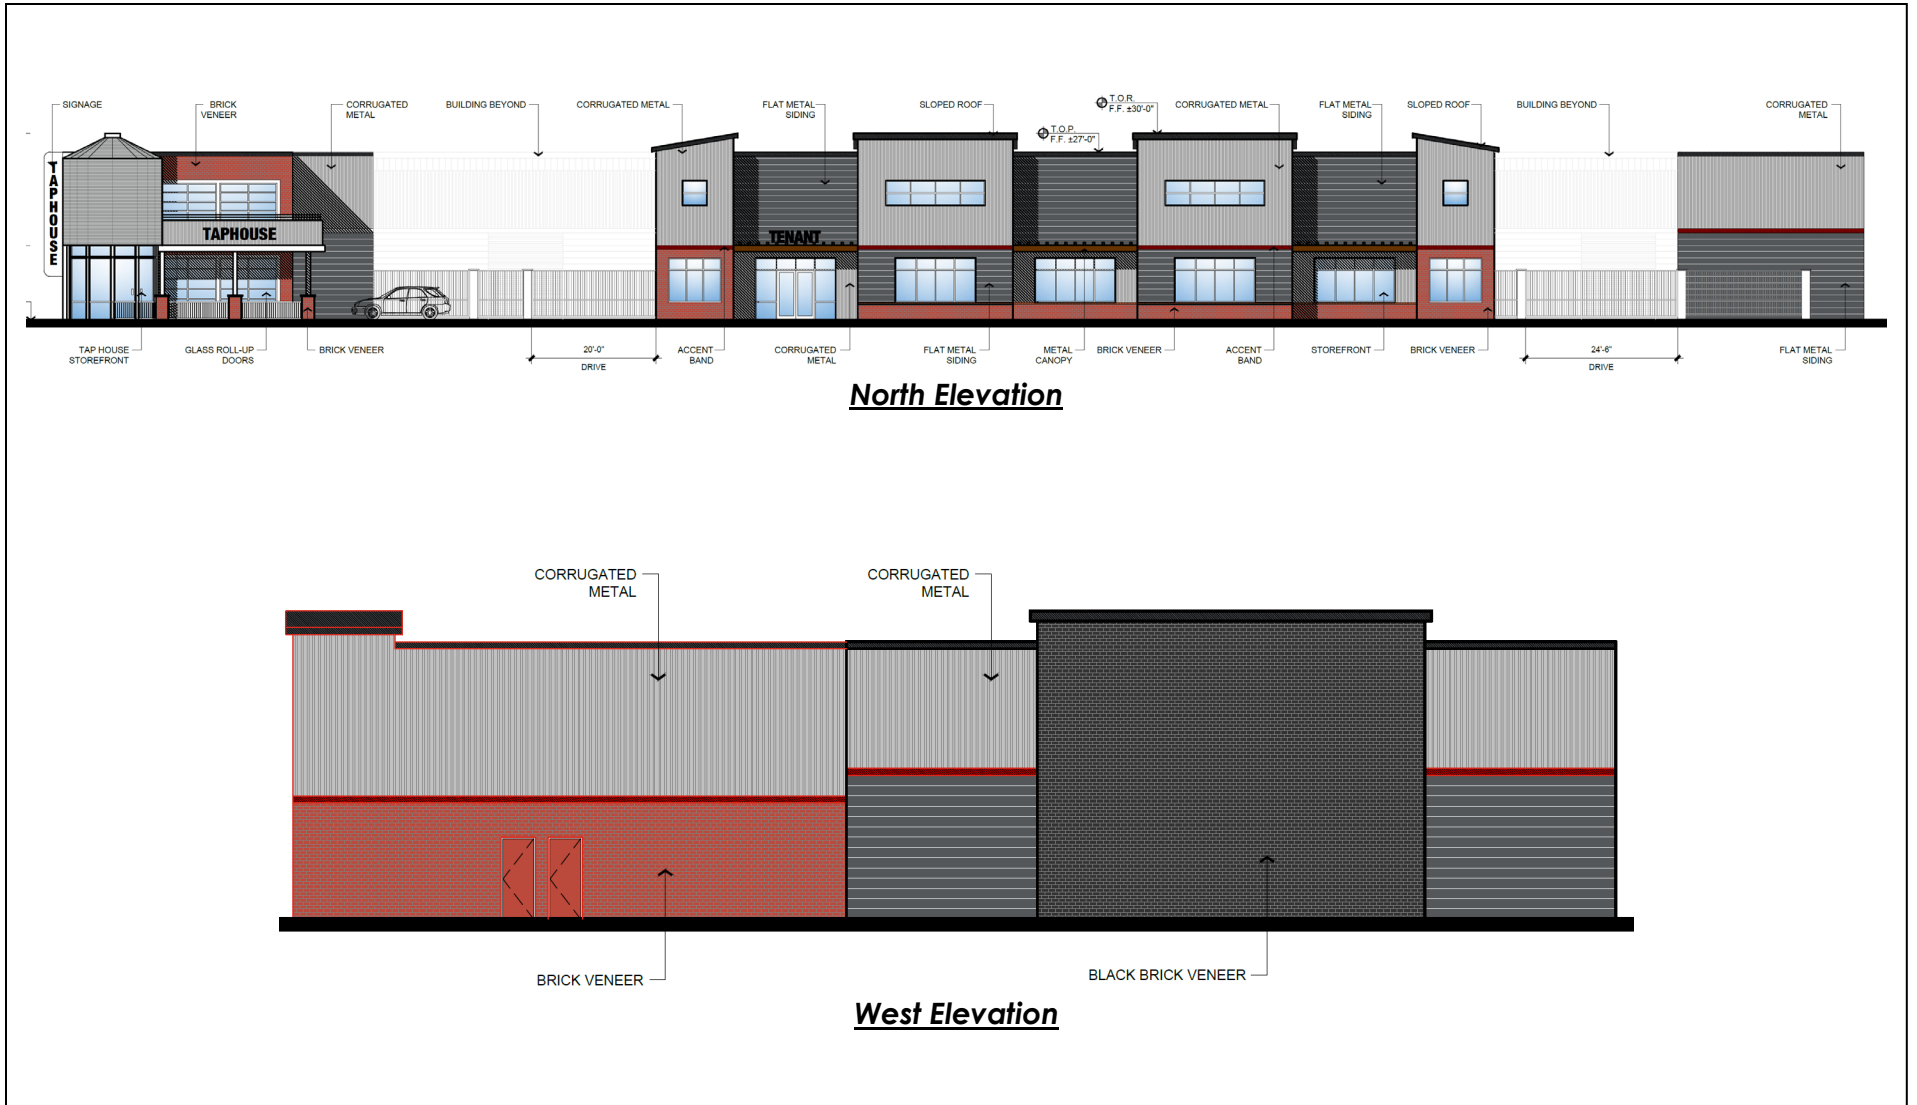 SIGNAGE
BRICK
VENEER
CORRUGATED
METAL
BUILDING BEYOND
CORRUGATED METAL
FLAT METAL
SIDING
SLOPED ROOF
T.O.P.
F.F. ±27'-0"
T.O.R.
F.F. ±30'-0"
CORRUGATED METAL
FLAT METAL
SIDING
SLOPED ROOF
BUILDING BEYOND
CORRUGATED
METAL
TAPHOUSE
TAPHOUSE
TENANT
TAP HOUSE
STOREFRONT
GLASS ROLL-UP
DOORS
BRICK VENEER
20'-0"
DRIVE
ACCENT
BAND
CORRUGATED
METAL
FLAT METAL
SIDING
METAL
CANOPY
BRICK VENEER
ACCENT
BAND
STOREFRONT
BRICK VENEER
24'-6"
DRIVE
FLAT METAL
SIDING
North Elevation
CORRUGATED
METAL
CORRUGATED
METAL
BRICK VENEER
BLACK BRICK VENEER
West Elevation